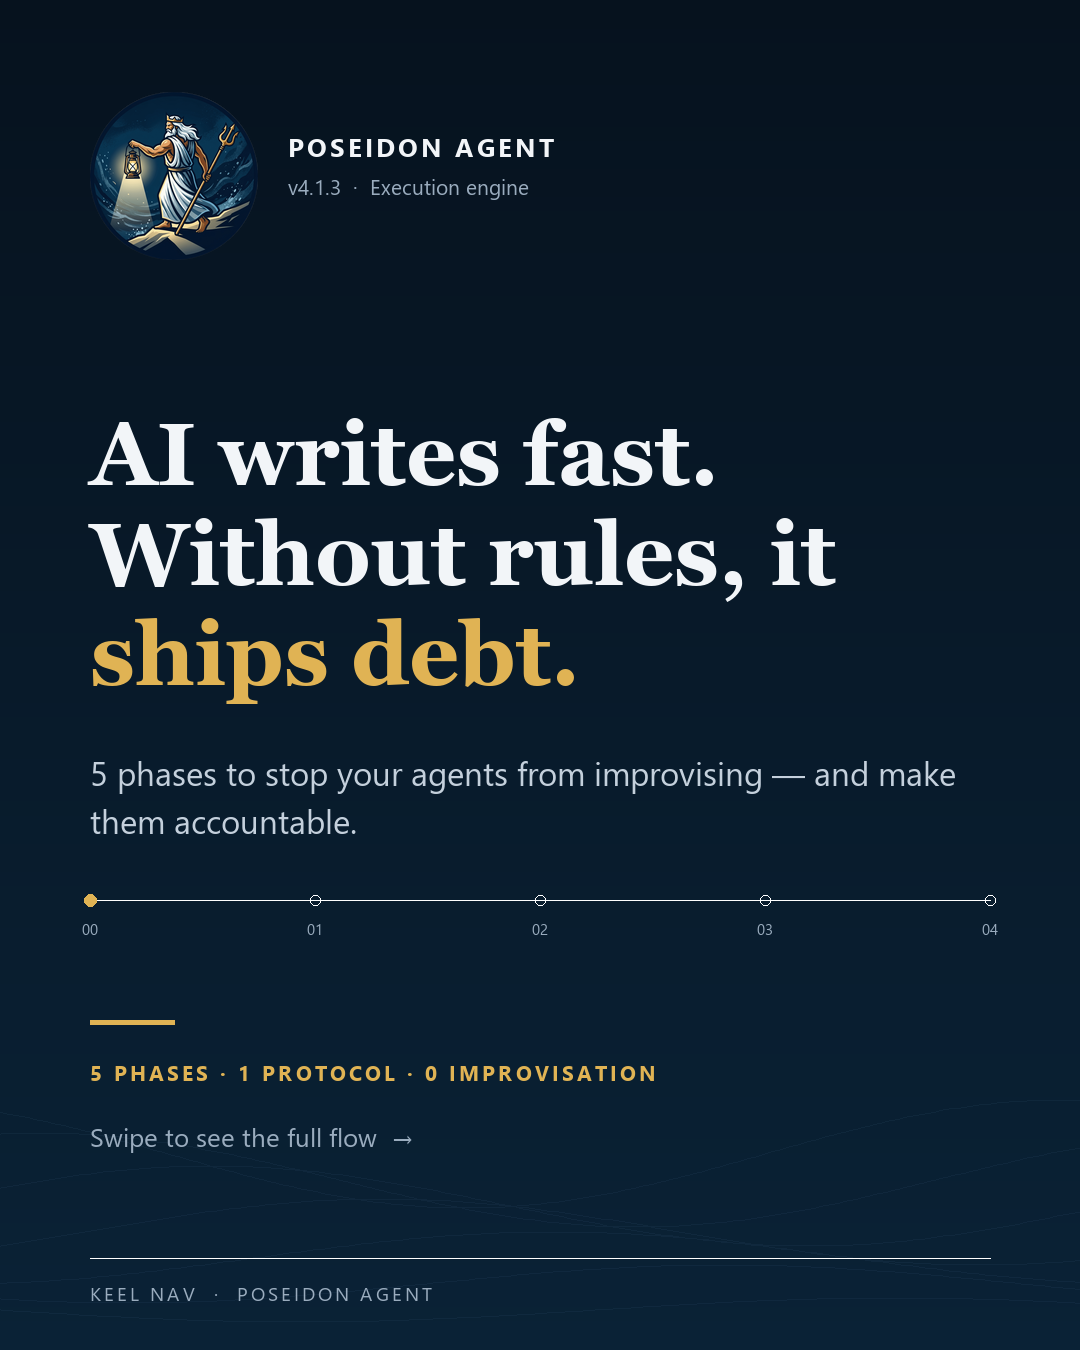 POSEIDON AGENT
v4.1.3 · Execution engine
AI writes fast.
Without rules, it
ships debt.
5 phases to stop your agents from improvising — and make
them accountable.
00 01 02 03 04
5 PHASES · 1 PROTOCOL · 0 IMPROVISATION
Swipe to see the full flow →
KEEL NAV · POSEIDON AGENT